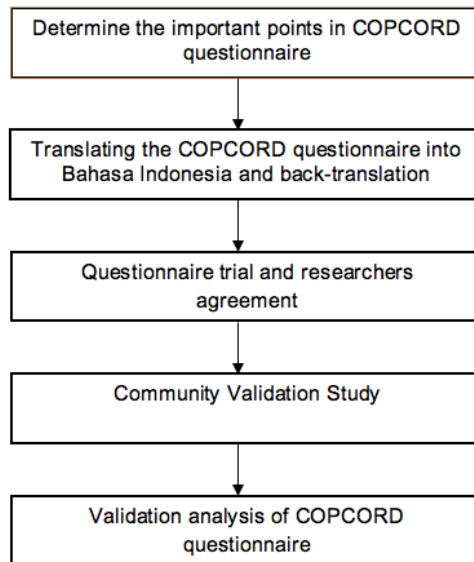 Determine the important points in COPCORD
questionnaire
Translating the COPCORD questionnaire into
Bahasa Indonesia and back-translation
Questionnaire trial and researchers
agreement
Community Validation Study
Validation analysis of COPCORD
questionnaire